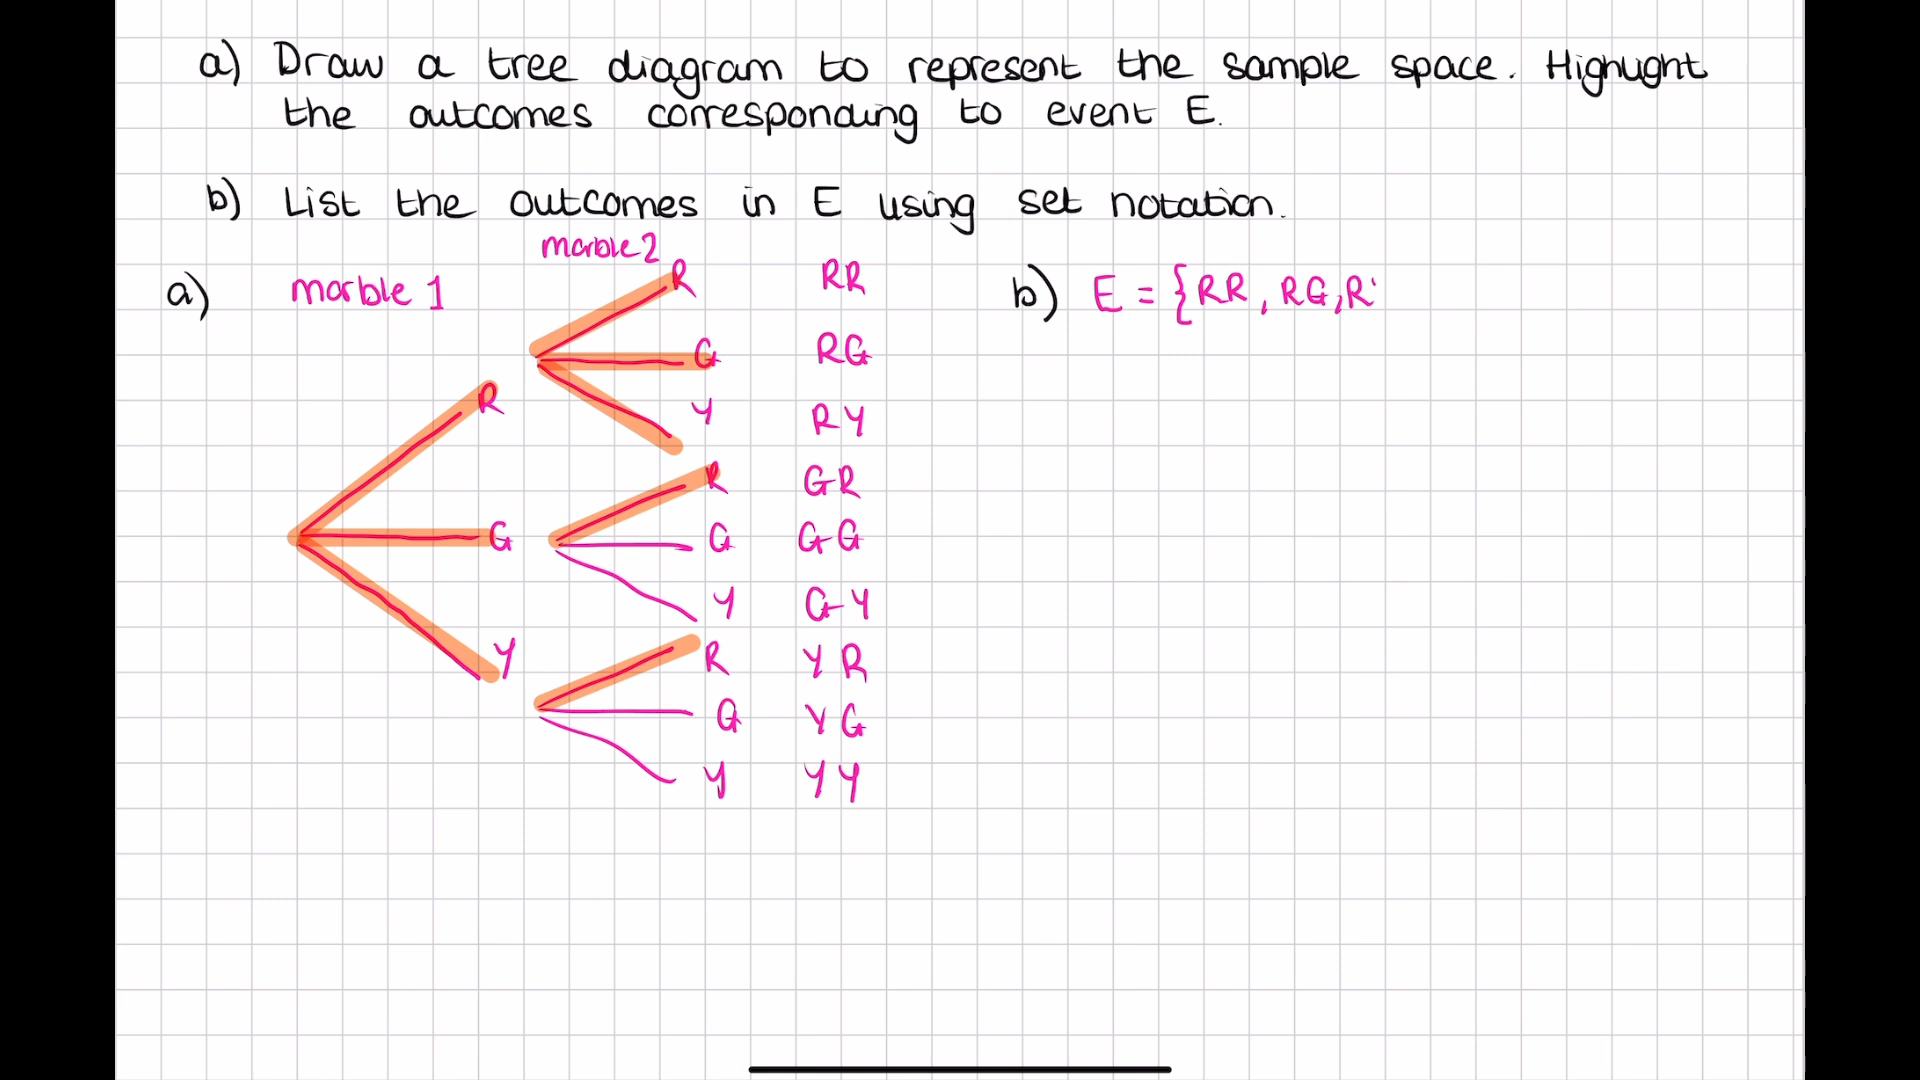 a) Draw a tree diagram to represent the sample space. Highlight
the outcomes corresponding to event E.
b) List the outcomes in E using set notation.
marble 2
a) marble 1
R RR
b) E = {RR, RG, R
G RG
R
Y RY
R GR
G
G GG
Y GY
Y
R YR
G YG
Y YY